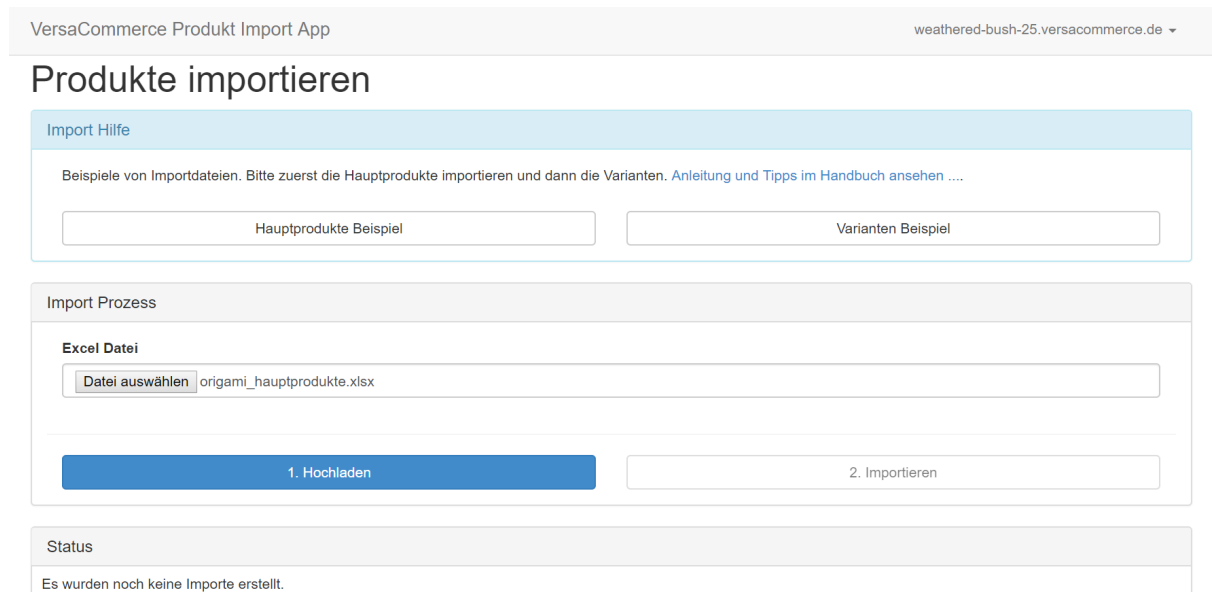 VersaCommerce Produkt Import App
weathered-bush-25.versacommerce.de
Produkte importieren
Import Hilfe
Beispiele von Importdateien. Bitte zuerst die Hauptprodukte importieren und dann die Varianten. Anleitung und Tipps im Handbuch ansehen ....
Hauptprodukte Beispiel
Varianten Beispiel
Import Prozess
Excel Datei
Datei auswählen origami_hauptprodukte.xlsx
1. Hochladen
2. Importieren
Status
Es wurden noch keine Importe erstellt.